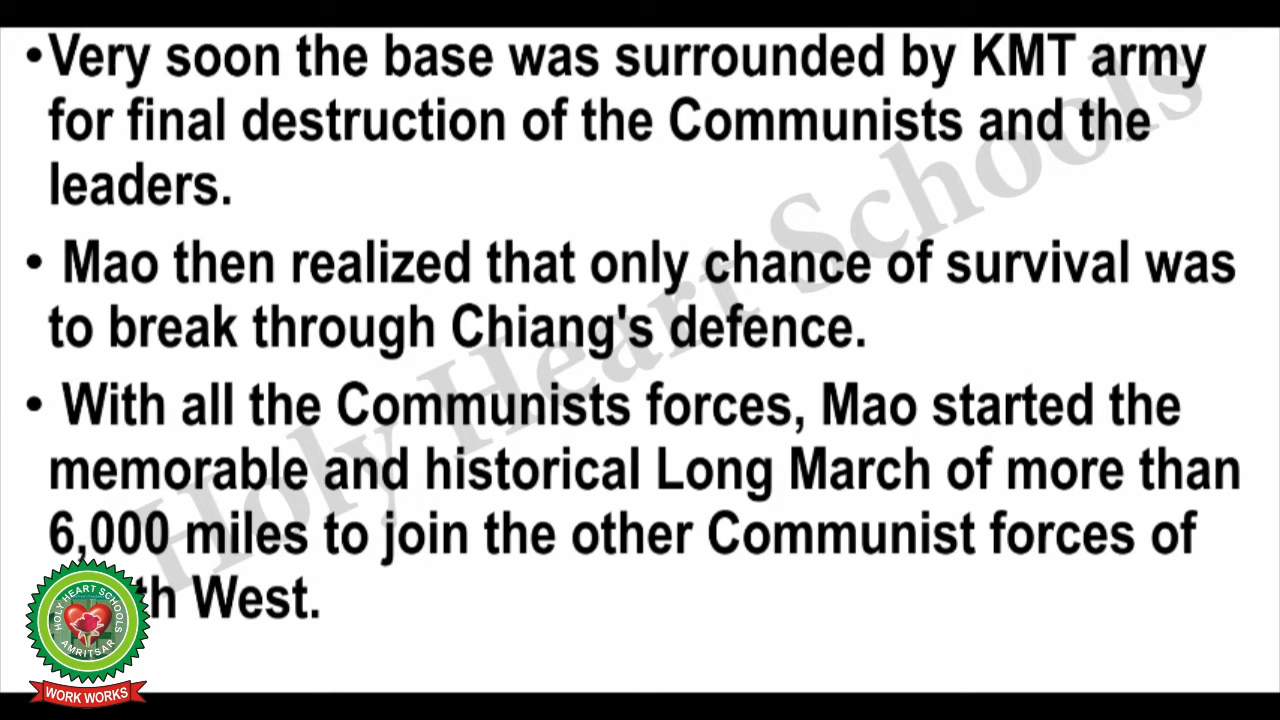 •Very soon the base was surrounded by KMT army
for final destruction of the Communists and the
leaders.
• Mao then realized that only chance of survival was
to break through Chiang's defence.
• With all the Communists forces, Mao started the
memorable and historical Long March of more than
6,000 miles to join the other Communist forces of
West.
Holy Heart Schools
HOLY HEART SCHOOLS
AMRITSAR
WORK WORKS